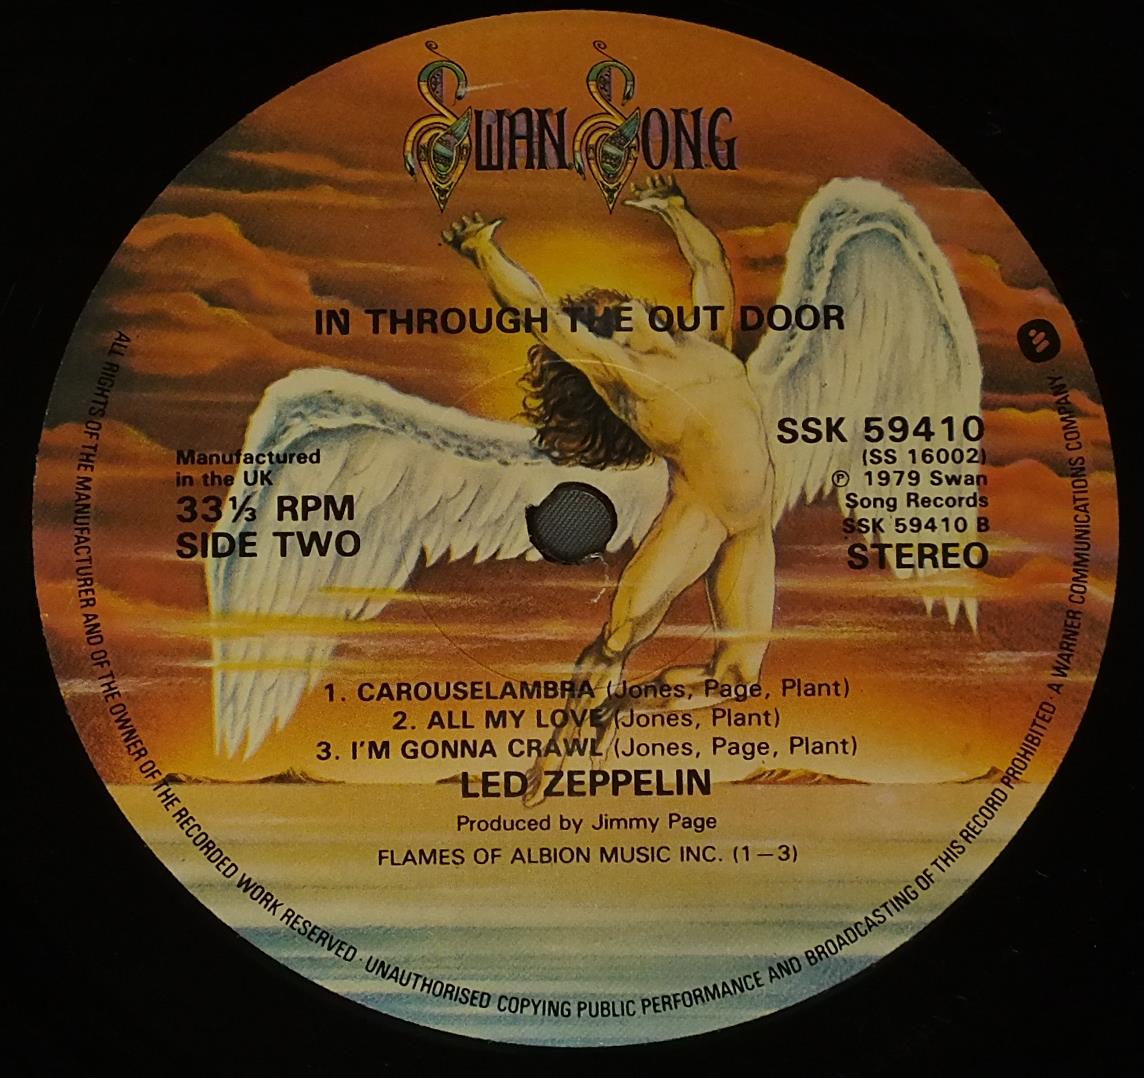 SWAN SONG
IN THROUGH THE OUT DOOR
Manufactured
in the UK
33⅓ RPM
SIDE TWO
SSK 59410
(SS 16002)
℗ 1979 Swan
Song Records
SSK 59410 B
STEREO
1. CAROUSELAMBRA (Jones, Page, Plant)
2. ALL MY LOVE (Jones, Plant)
3. I'M GONNA CRAWL (Jones, Page, Plant)
LED ZEPPELIN
Produced by Jimmy Page
FLAMES OF ALBION MUSIC INC. (1—3)
ALL RIGHTS OF THE MANUFACTURER AND OF THE OWNER OF THE RECORDED WORK RESERVED · UNAUTHORISED COPYING PUBLIC PERFORMANCE AND BROADCASTING OF THIS RECORD PROHIBITED · A WARNER COMMUNICATIONS COMPANY